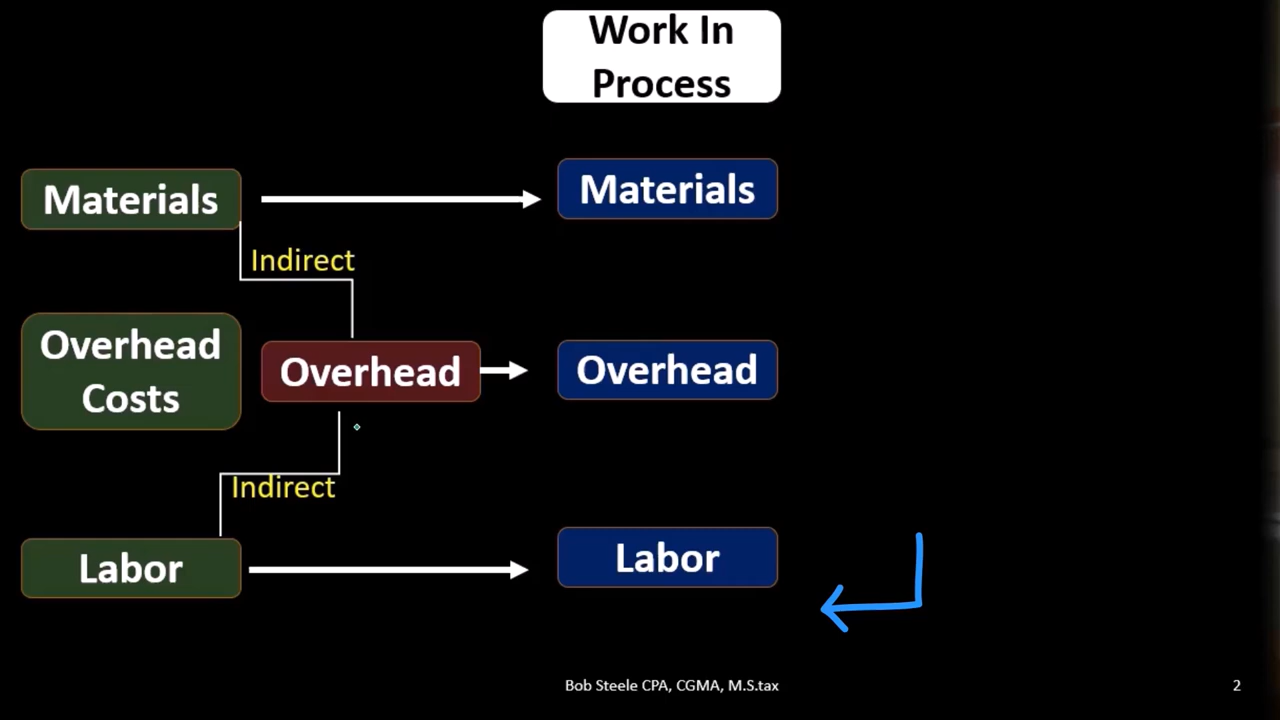 Work In
Process
Materials
Materials
Indirect
Overhead
Costs
Overhead
Overhead
Indirect
Labor
Labor
Bob Steele CPA, CGMA, M.S.tax
2